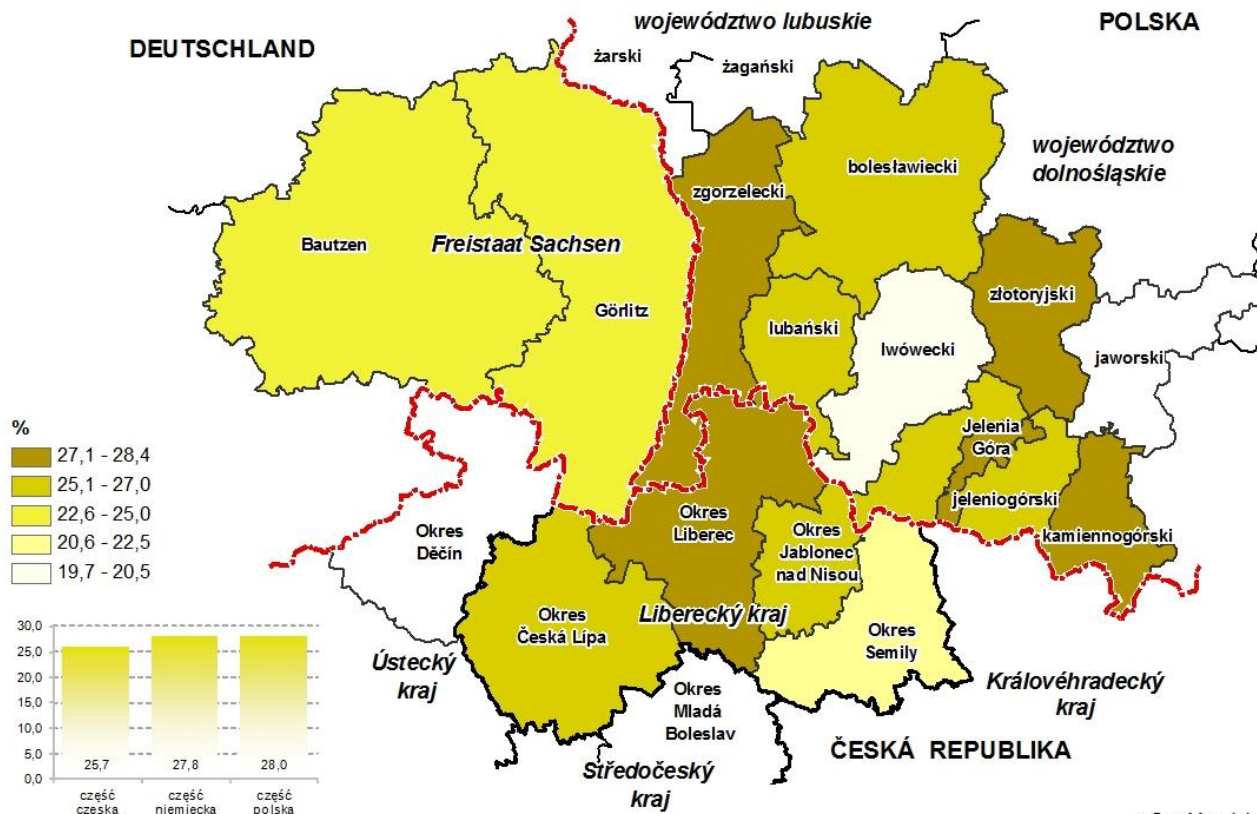 DEUTSCHLAND
województwo lubuskie
POLSKA
żarski
żagański
województwo
dolnośląskie
bolesławiecki
zgorzelecki
Bautzen
Freistaat Sachsen
Görlitz
złotoryjski
lubański
lwówecki
jaworski
Jelenia
Góra
jeleniogórski
kamiennogórski
%
27,1 - 28,4
25,1 - 27,0
22,6 - 25,0
20,6 - 22,5
19,7 - 20,5
Okres
Děčín
Okres
Liberec
Okres
Jablonec
nad Nisou
Okres
Česká Lípa
Liberecký kraj
Okres
Semily
Ústecký
kraj
Okres
Mladá
Boleslav
Královéhradecký
kraj
ČESKÁ REPUBLIKA
Středočeský
kraj
30,0
25,0
20,0
15,0
10,0
5,0
0,0
25,7
27,8
28,0
część
czeska
część
niemiecka
część
polska